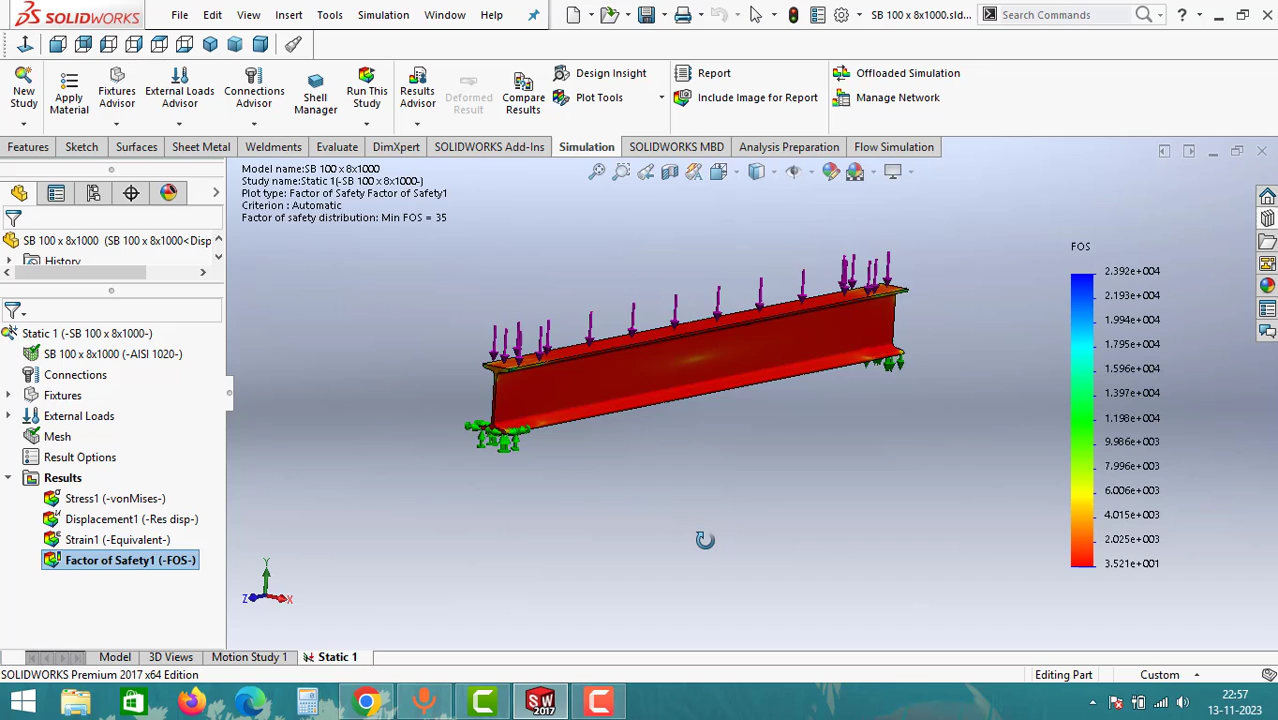 SOLIDWORKS File Edit View Insert Tools Simulation Window Help SB 100 x 8x1000.sld... Search Commands ?
New Study
Apply Material
Fixtures Advisor
External Loads Advisor
Connections Advisor
Shell Manager
Run This Study
Results Advisor
Deformed Result
Compare Results
Design Insight
Plot Tools
Report
Include Image for Report
Offloaded Simulation
Manage Network
Features Sketch Surfaces Sheet Metal Weldments Evaluate DimXpert SOLIDWORKS Add-Ins Simulation SOLIDWORKS MBD Analysis Preparation Flow Simulation
Model name:SB 100 x 8x1000
Study name:Static 1(-SB 100 x 8x1000-)
Plot type: Factor of Safety Factor of Safety1
Criterion : Automatic
Factor of safety distribution: Min FOS = 35
SB 100 x 8x1000 (SB 100 x 8x1000<Disp
History
Static 1 (-SB 100 x 8x1000-)
SB 100 x 8x1000 (-AISI 1020-)
Connections
Fixtures
External Loads
Mesh
Result Options
Results
Stress1 (-vonMises-)
Displacement1 (-Res disp-)
Strain1 (-Equivalent-)
Factor of Safety1 (-FOS-)
FOS
2.392e+004
2.193e+004
1.994e+004
1.795e+004
1.596e+004
1.397e+004
1.198e+004
9.986e+003
7.996e+003
6.006e+003
4.015e+003
2.025e+003
3.521e+001
Y
Z X
Model 3D Views Motion Study 1 Static 1
SOLIDWORKS Premium 2017 x64 Edition Editing Part Custom
SW 2017
22:57
13-11-2023